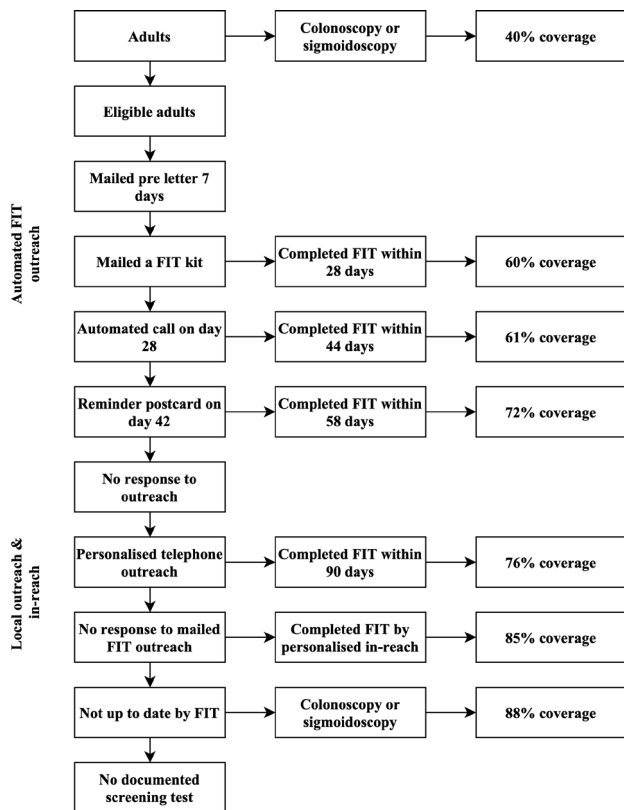 Adults
Colonoscopy or
sigmoidoscopy
40% coverage
Eligible adults
Mailed pre letter 7
days
Automated FIT
outreach
Mailed a FIT kit
Completed FIT within
28 days
60% coverage
Automated call on day
28
Completed FIT within
44 days
61% coverage
Reminder postcard on
day 42
Completed FIT within
58 days
72% coverage
No response to
outreach
Local outreach &
in-reach
Personalised telephone
outreach
Completed FIT within
90 days
76% coverage
No response to mailed
FIT outreach
Completed FIT by
personalised in-reach
85% coverage
Not up to date by FIT
Colonoscopy or
sigmoidoscopy
88% coverage
No documented
screening test